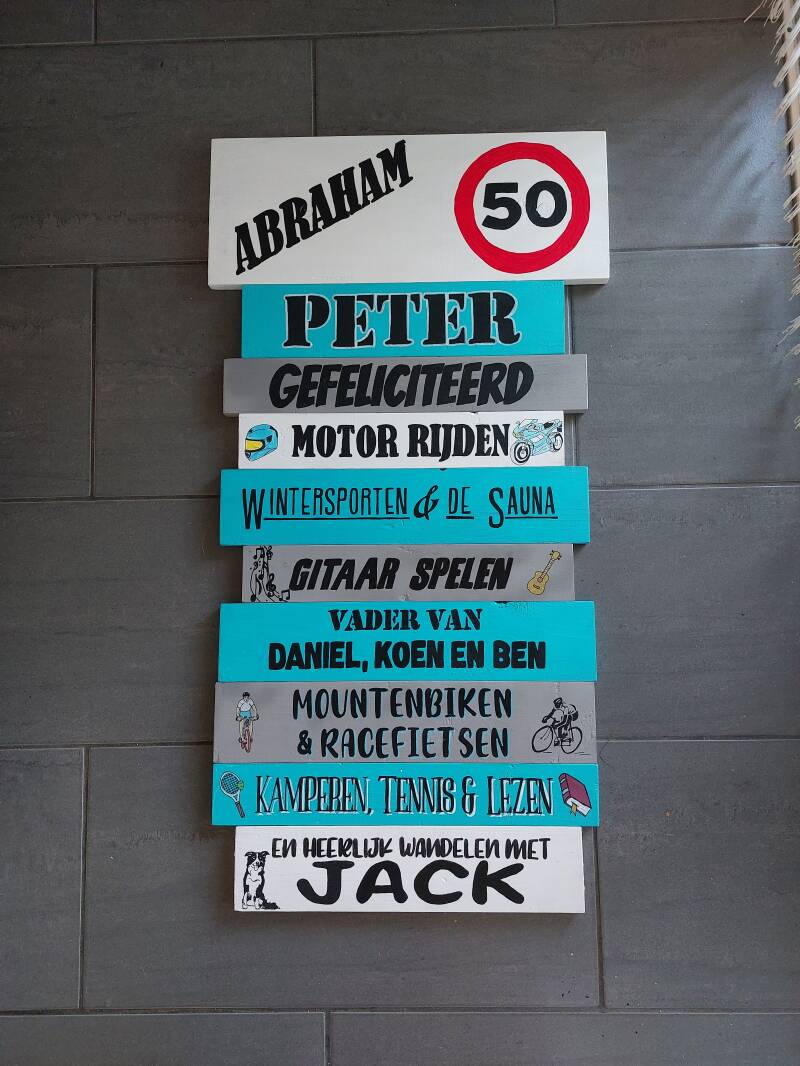 ABRAHAM
50
PETER
GEFELICITEERD
MOTOR RIJDEN
WINTERSPORTEN & DE SAUNA
GITAAR SPELEN
VADER VAN
DANIEL, KOEN EN BEN
MOUNTENBIKEN
& RACEFIETSEN
KAMPEREN, TENNIS & LEZEN
EN HEERLIJK WANDELEN MET
JACK